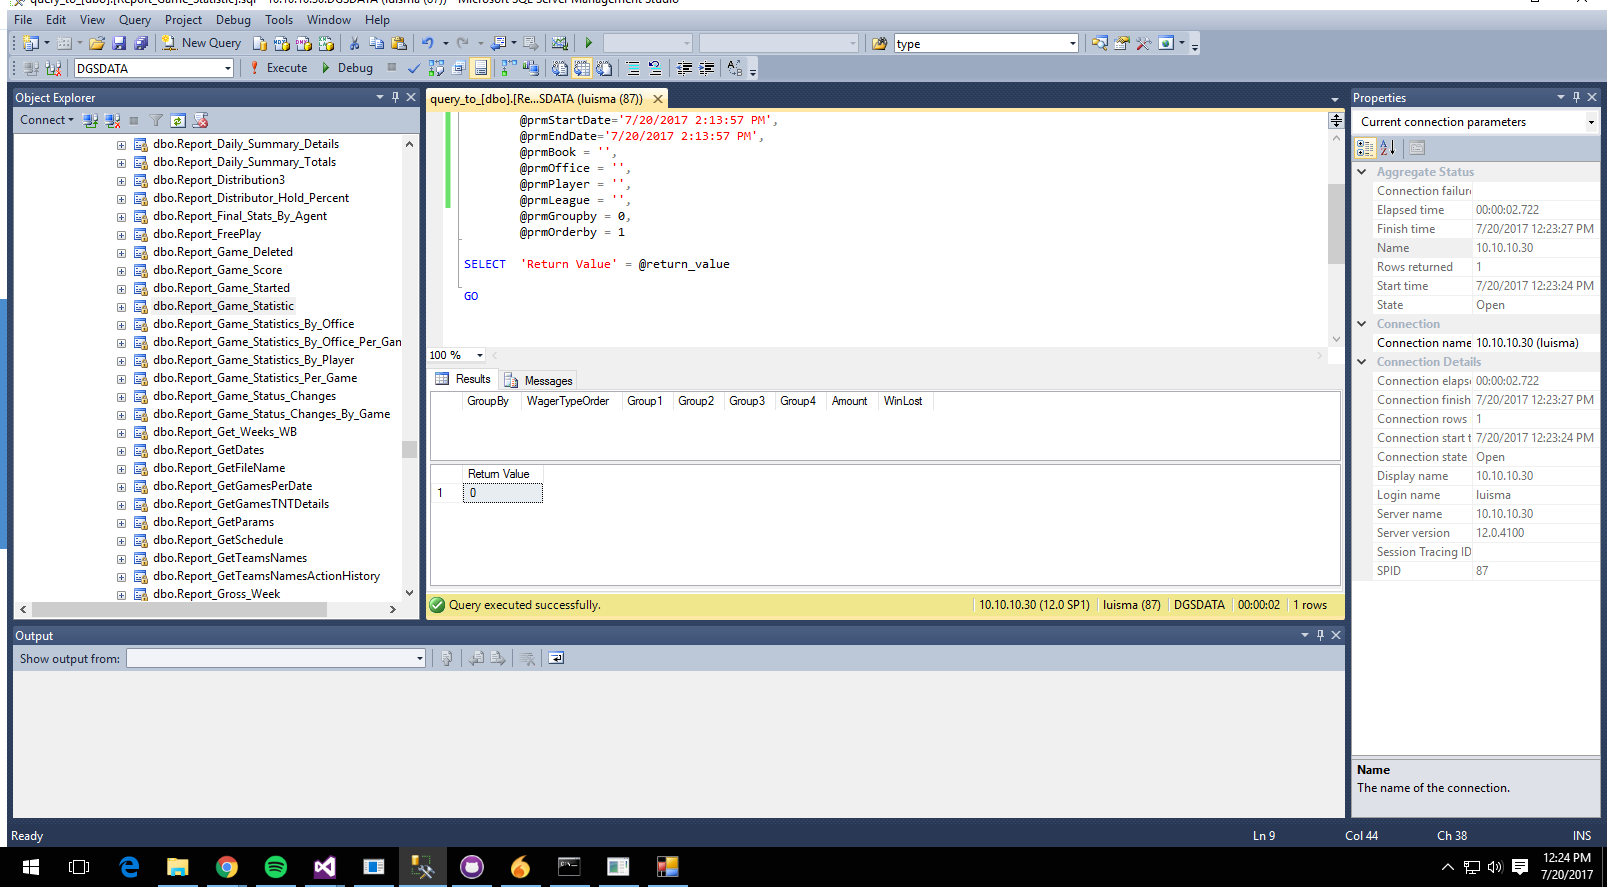 query_to_[dbo].[Report_Game_Statistic].sql - 10.10.10.30.DGSDATA (luisma (87)) - Microsoft SQL Server Management Studio
File Edit View Query Project Debug Tools Window Help
New Query
type
DGSDATA
Execute Debug
Object Explorer
Connect
dbo.Report_Daily_Summary_Details
dbo.Report_Daily_Summary_Totals
dbo.Report_Distribution3
dbo.Report_Distributor_Hold_Percent
dbo.Report_Final_Stats_By_Agent
dbo.Report_FreePlay
dbo.Report_Game_Deleted
dbo.Report_Game_Score
dbo.Report_Game_Started
dbo.Report_Game_Statistic
dbo.Report_Game_Statistics_By_Office
dbo.Report_Game_Statistics_By_Office_Per_Gan
dbo.Report_Game_Statistics_By_Player
dbo.Report_Game_Statistics_Per_Game
dbo.Report_Game_Status_Changes
dbo.Report_Game_Status_Changes_By_Game
dbo.Report_Get_Weeks_WB
dbo.Report_GetDates
dbo.Report_GetFileName
dbo.Report_GetGamesPerDate
dbo.Report_GetGamesTNTDetails
dbo.Report_GetParams
dbo.Report_GetSchedule
dbo.Report_GetTeamsNames
dbo.Report_GetTeamsNamesActionHistory
dbo.Report_Gross_Week
query_to_[dbo].[Re...SDATA (luisma (87))
@prmStartDate='7/20/2017 2:13:57 PM',
@prmEndDate='7/20/2017 2:13:57 PM',
@prmBook = '',
@prmOffice = '',
@prmPlayer = '',
@prmLeague = '',
@prmGroupby = 0,
@prmOrderby = 1
SELECT 'Return Value' = @return_value
GO
100 %
Results Messages
GroupBy WagerTypeOrder Group1 Group2 Group3 Group4 Amount WinLost
Return Value
1 0
Query executed successfully. 10.10.10.30 (12.0 SP1) luisma (87) DGSDATA 00:00:02 1 rows
Properties
Current connection parameters
Aggregate Status
Connection failure
Elapsed time 00:00:02.722
Finish time 7/20/2017 12:23:27 PM
Name 10.10.10.30
Rows returned 1
Start time 7/20/2017 12:23:24 PM
State Open
Connection
Connection name 10.10.10.30 (luisma)
Connection Details
Connection elaps 00:00:02.722
Connection finish 7/20/2017 12:23:27 PM
Connection rows 1
Connection start t 7/20/2017 12:23:24 PM
Connection state Open
Display name 10.10.10.30
Login name luisma
Server name 10.10.10.30
Server version 12.0.4100
Session Tracing ID
SPID 87
Name
The name of the connection.
Output
Show output from:
Ready Ln 9 Col 44 Ch 38 INS
12:24 PM
7/20/2017